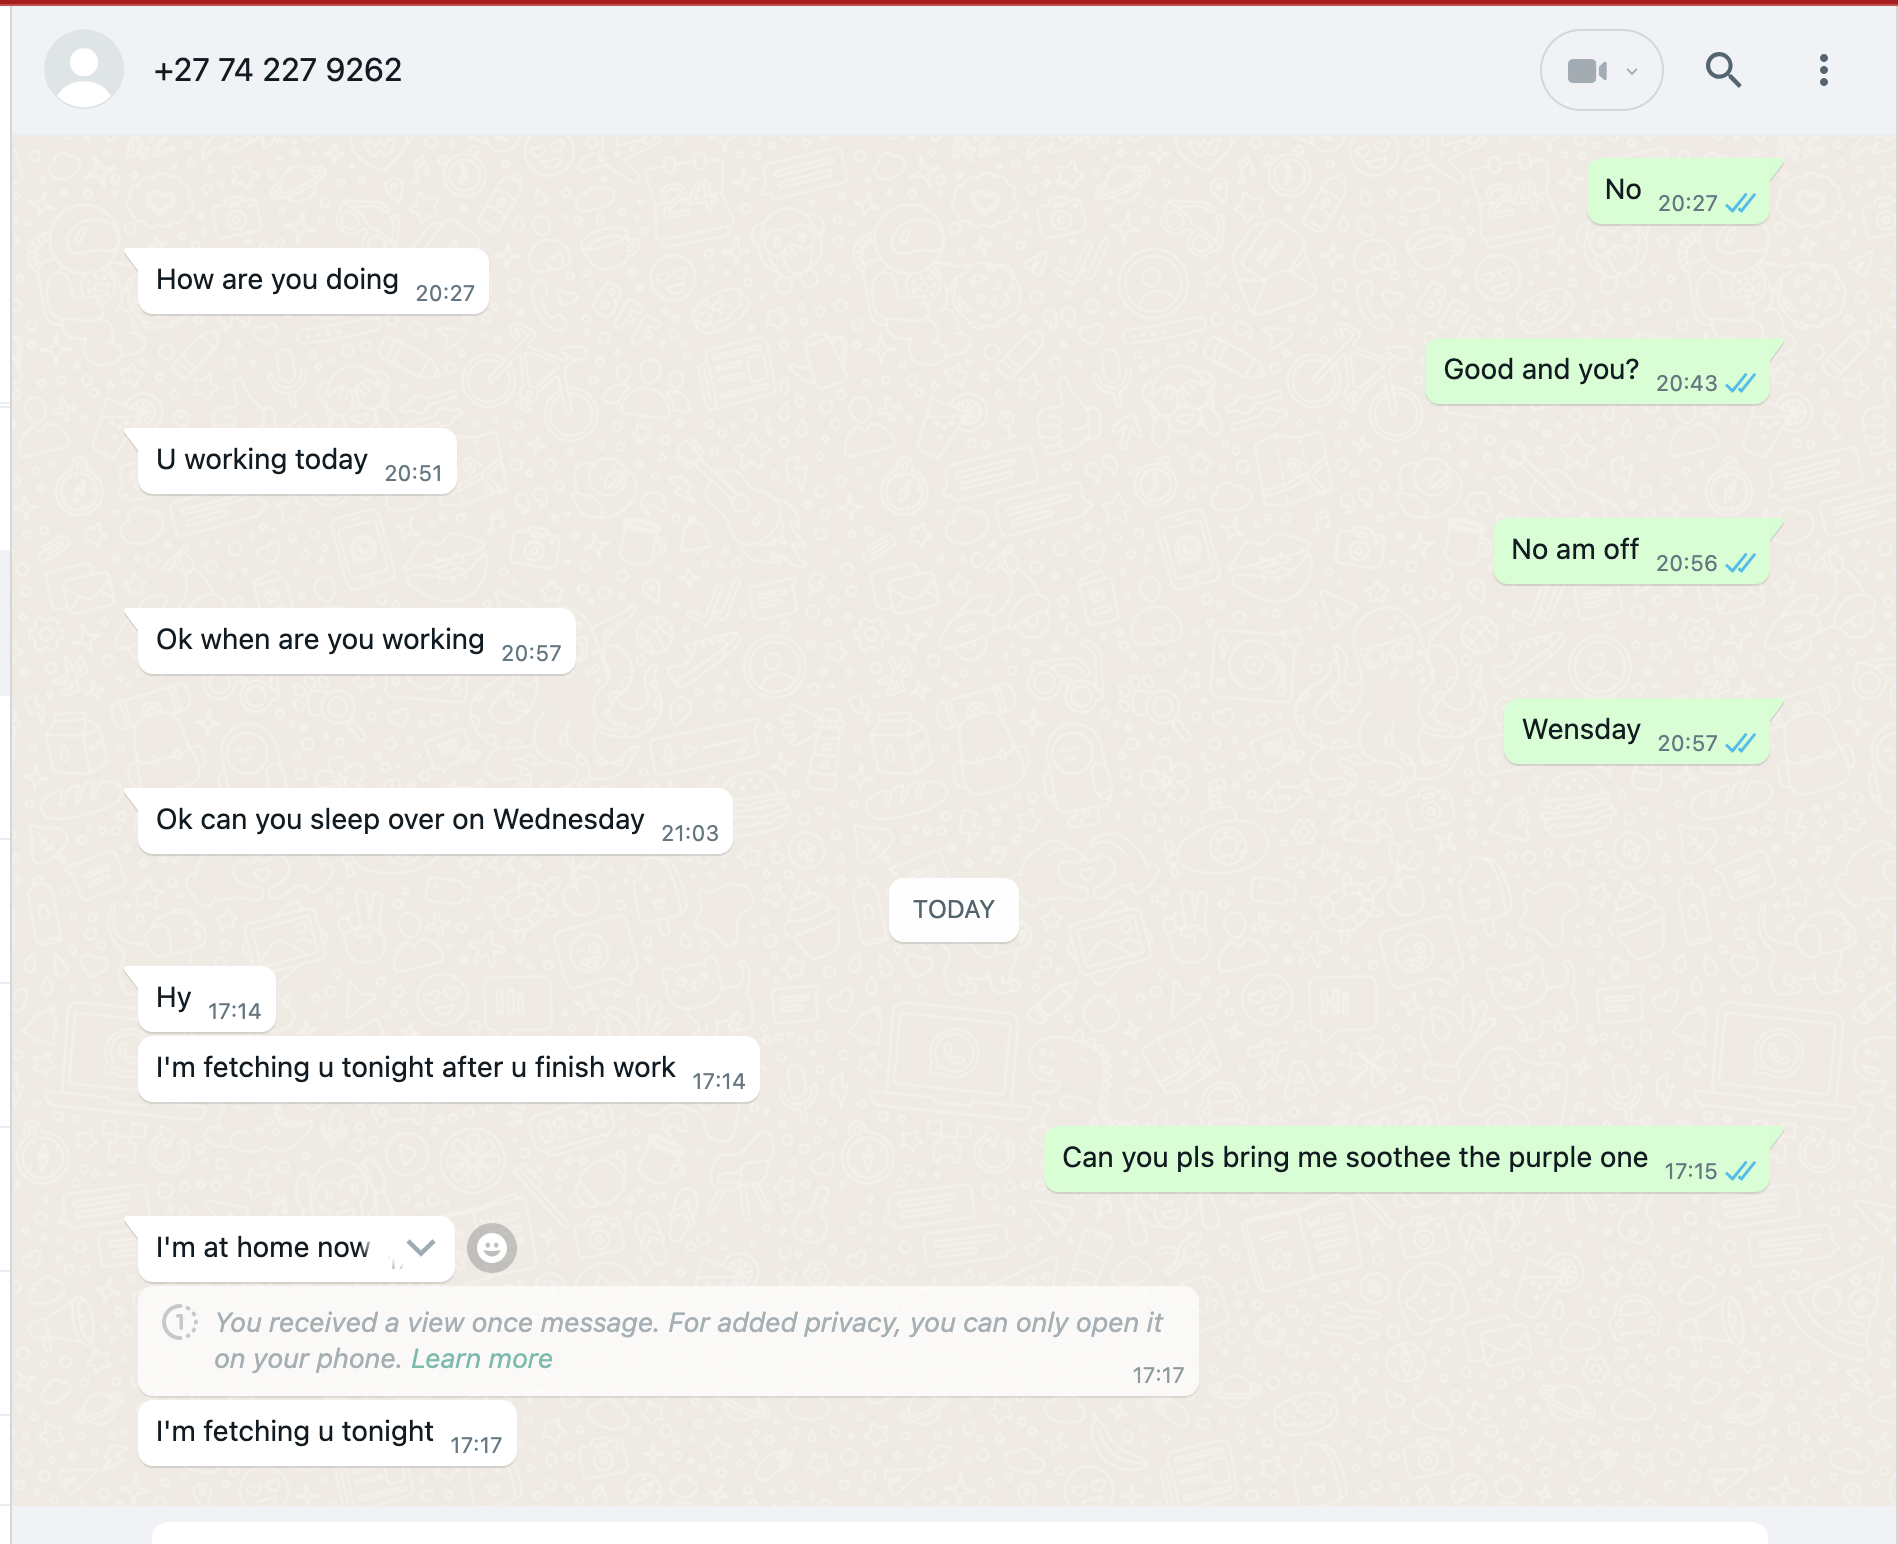 +27 74 227 9262
No 20:27
How are you doing 20:27
Good and you? 20:43
U working today 20:51
No am off 20:56
Ok when are you working 20:57
Wensday 20:57
Ok can you sleep over on Wednesday 21:03
TODAY
Hy 17:14
I'm fetching u tonight after u finish work 17:14
Can you pls bring me soothee the purple one 17:15
I'm at home now
You received a view once message. For added privacy, you can only open it
on your phone. Learn more
17:17
I'm fetching u tonight 17:17